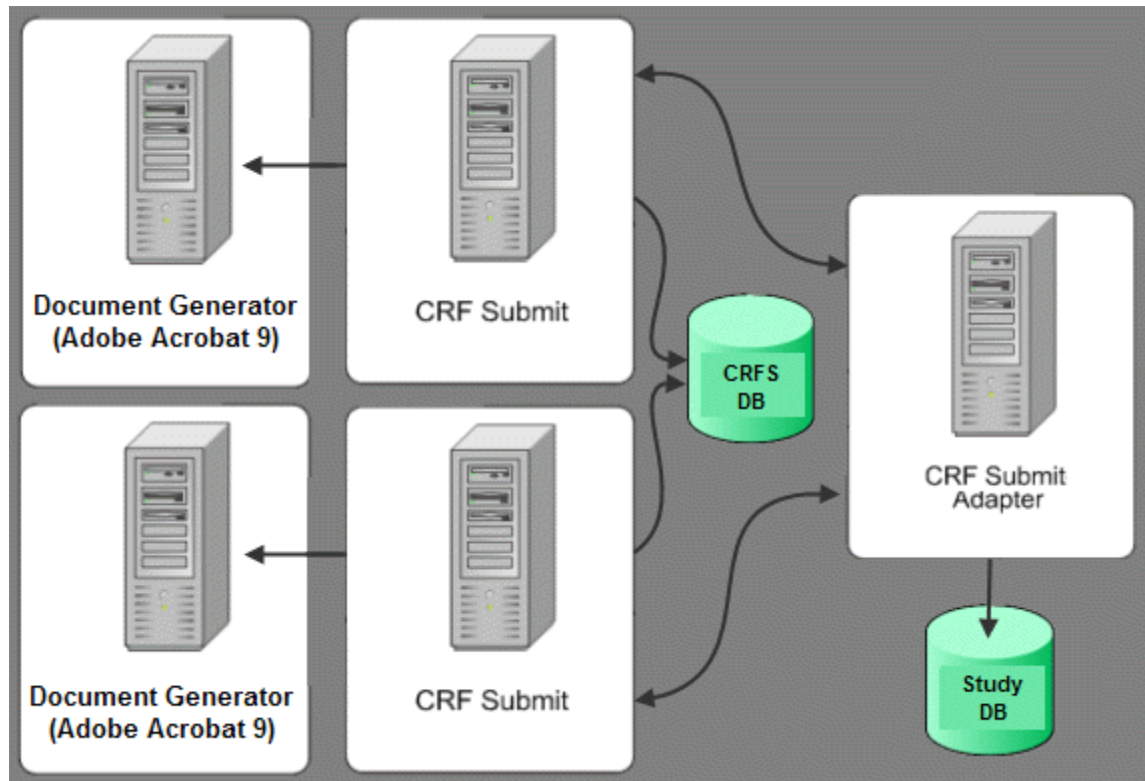 Document Generator
(Adobe Acrobat 9)
CRF Submit
CRFS
DB
CRF Submit
Adapter
Document Generator
(Adobe Acrobat 9)
CRF Submit
Study
DB